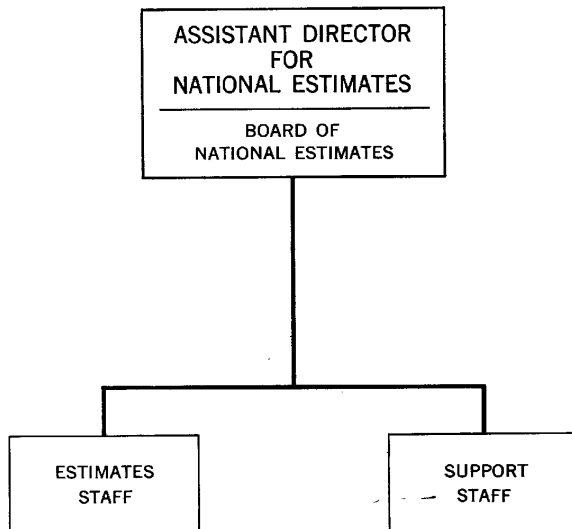 ASSISTANT DIRECTOR
FOR
NATIONAL ESTIMATES
BOARD OF
NATIONAL ESTIMATES
ESTIMATES
STAFF
SUPPORT
STAFF